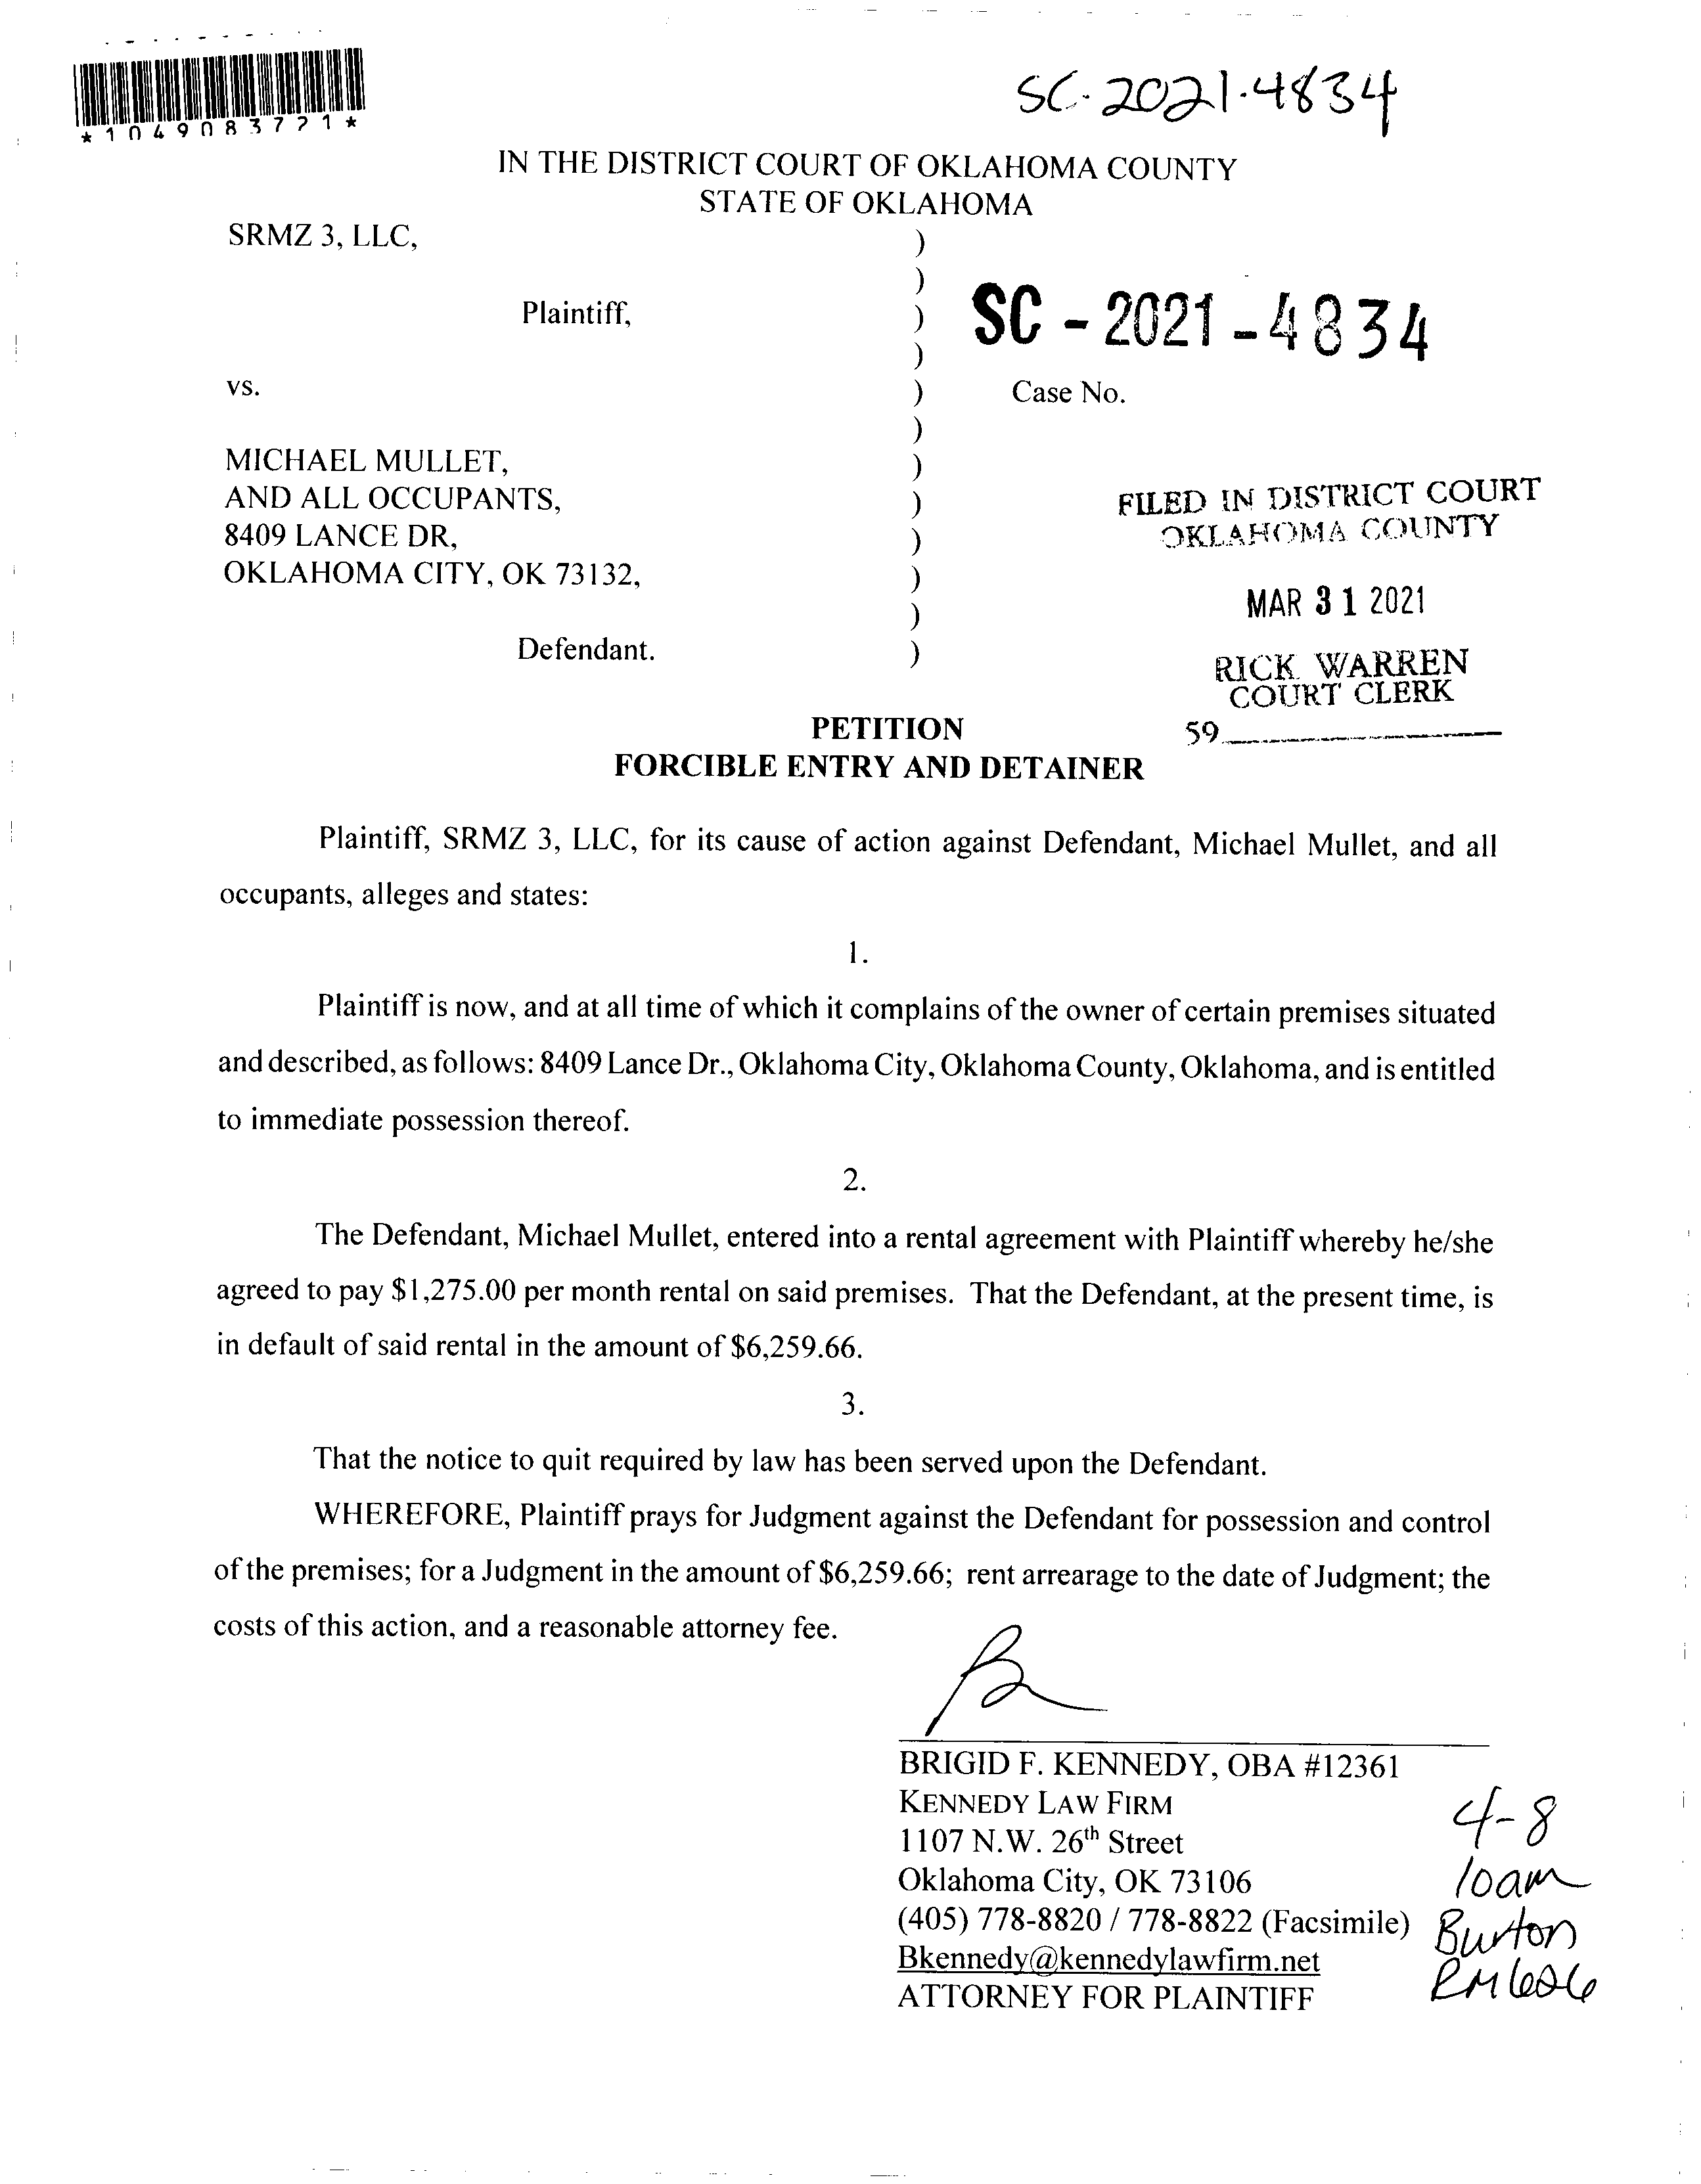 SC-2021-4834
*1049083771*
IN THE DISTRICT COURT OF OKLAHOMA COUNTY
STATE OF OKLAHOMA
SRMZ 3, LLC, )
)
Plaintiff, )
SC - 2021 - 4834
)
vs. ) Case No.
)
MICHAEL MULLET, )
AND ALL OCCUPANTS, )
8409 LANCE DR, )
OKLAHOMA CITY, OK 73132, )
)
Defendant. )
FILED IN DISTRICT COURT
OKLAHOMA COUNTY
MAR 31 2021
RICK WARREN
COURT CLERK
59
PETITION
FORCIBLE ENTRY AND DETAINER
Plaintiff, SRMZ 3, LLC, for its cause of action against Defendant, Michael Mullet, and all
occupants, alleges and states:
1.
Plaintiff is now, and at all time of which it complains of the owner of certain premises situated
and described, as follows: 8409 Lance Dr., Oklahoma City, Oklahoma County, Oklahoma, and is entitled
to immediate possession thereof.
2.
The Defendant, Michael Mullet, entered into a rental agreement with Plaintiff whereby he/she
agreed to pay $1,275.00 per month rental on said premises. That the Defendant, at the present time, is
in default of said rental in the amount of $6,259.66.
3.
That the notice to quit required by law has been served upon the Defendant.
WHEREFORE, Plaintiff prays for Judgment against the Defendant for possession and control
of the premises; for a Judgment in the amount of $6,259.66; rent arrearage to the date of Judgment; the
costs of this action, and a reasonable attorney fee.
BRIGID F. KENNEDY, OBA #12361
KENNEDY LAW FIRM
1107 N.W. 26th Street
Oklahoma City, OK 73106
(405) 778-8820 / 778-8822 (Facsimile)
Bkennedy@kennedylawfirm.net
ATTORNEY FOR PLAINTIFF
4-8
10am
Burton
RM 626